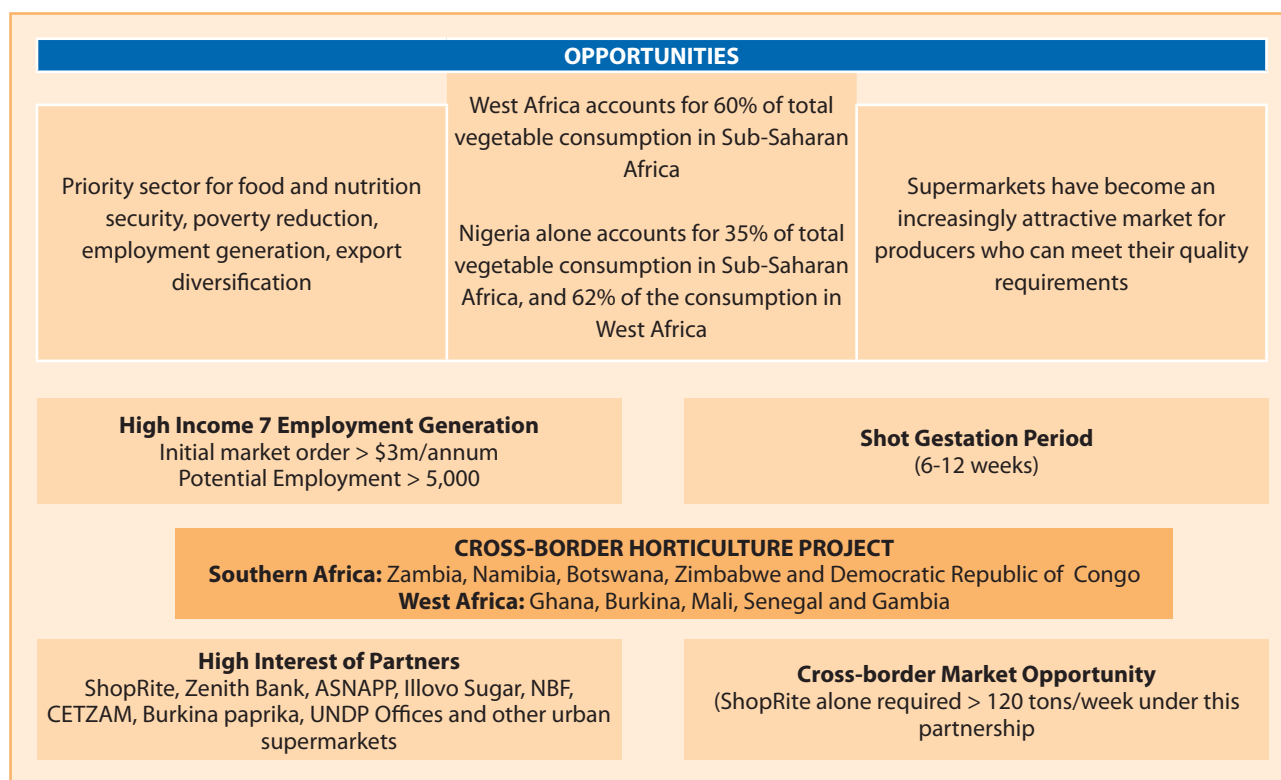 OPPORTUNITIES
Priority sector for food and nutrition
security, poverty reduction,
employment generation, export
diversification
West Africa accounts for 60% of total
vegetable consumption in Sub-Saharan
Africa
Nigeria alone accounts for 35% of total
vegetable consumption in Sub-Saharan
Africa, and 62% of the consumption in
West Africa
Supermarkets have become an
increasingly attractive market for
producers who can meet their quality
requirements
High Income 7 Employment Generation
Initial market order > $3m/annum
Potential Employment > 5,000
Shot Gestation Period
(6-12 weeks)
CROSS-BORDER HORTICULTURE PROJECT
Southern Africa: Zambia, Namibia, Botswana, Zimbabwe and Democratic Republic of Congo
West Africa: Ghana, Burkina, Mali, Senegal and Gambia
High Interest of Partners
ShopRite, Zenith Bank, ASNAPP, Illovo Sugar, NBF,
CETZAM, Burkina paprika, UNDP Offices and other urban
supermarkets
Cross-border Market Opportunity
(ShopRite alone required > 120 tons/week under this
partnership